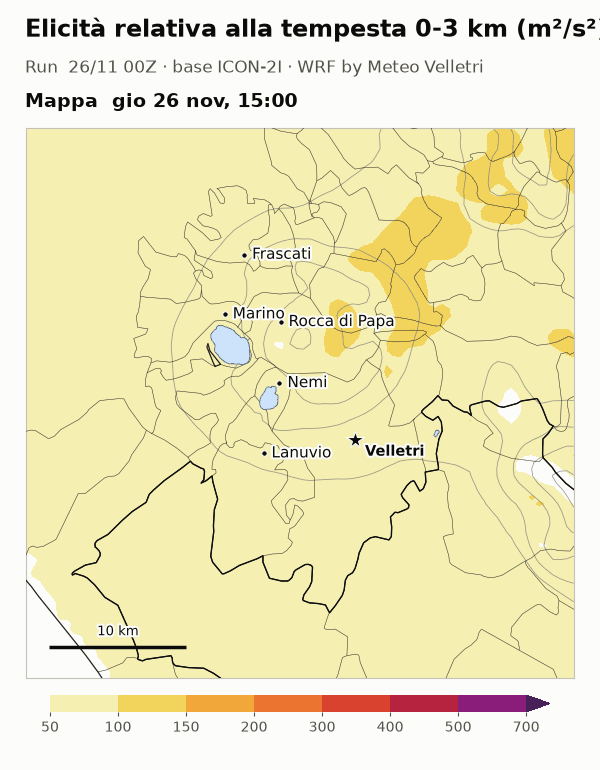 Elicità relativa alla tempesta 0-3 km (m²/s²)
Run 26/11 00Z · base ICON-2I · WRF by Meteo Velletri
Mappa gio 26 nov, 15:00
Frascati
Marino
Rocca di Papa
Nemi
Velletri
Lanuvio
10 km
50 100 150 200 300 400 500 700